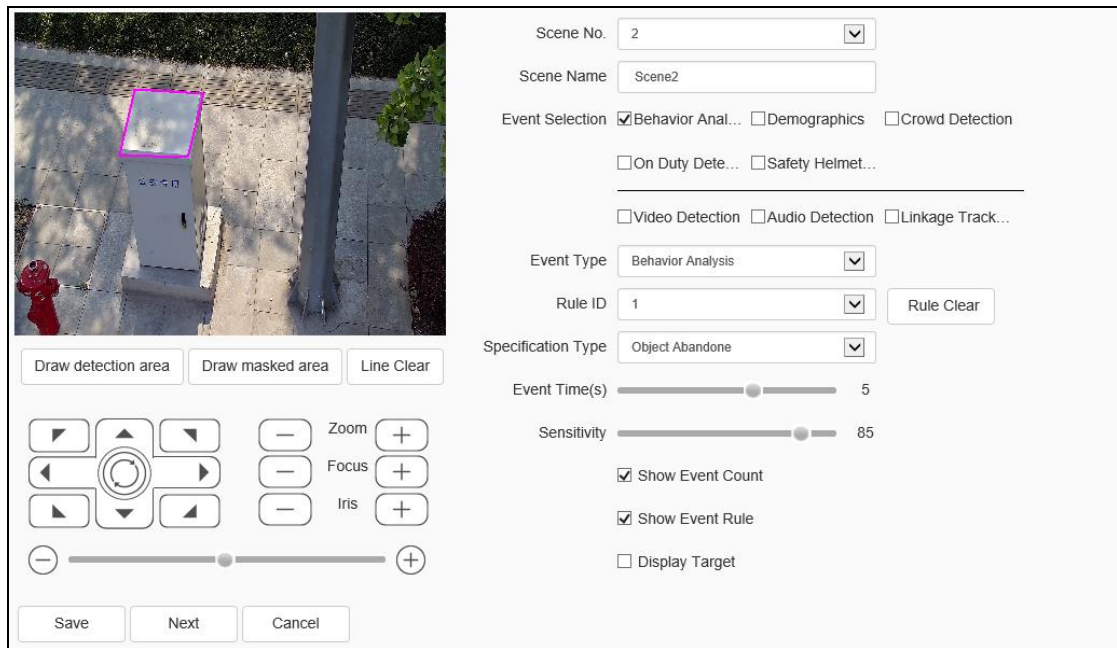 Scene No. 2
Scene Name Scene2
Event Selection Behavior Anal... Demographics Crowd Detection
On Duty Dete... Safety Helmet...
Video Detection Audio Detection Linkage Track...
Event Type Behavior Analysis
Rule ID 1 Rule Clear
Specification Type Object Abandone
Event Time(s) 5
Sensitivity 85
Show Event Count
Show Event Rule
Display Target
Draw detection area Draw masked area Line Clear
Zoom
Focus
Iris
Save Next Cancel